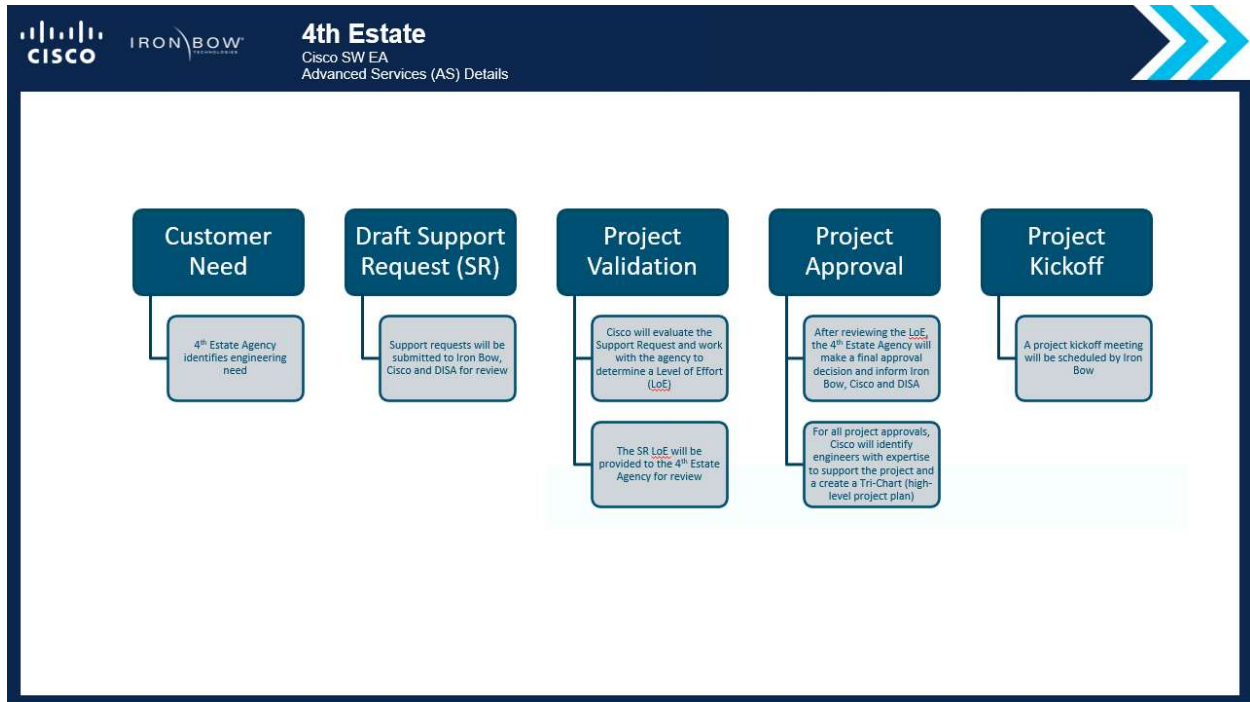 CISCO
IRON BOW
TECHNOLOGIES
4th Estate
Cisco SW EA
Advanced Services (AS) Details
Customer
Need
4th Estate Agency
identifies engineering
need
Draft Support
Request (SR)
Support requests will be
submitted to Iron Bow,
Cisco and DISA for review
Project
Validation
Cisco will evaluate the
Support Request and work
with the agency to
determine a Level of Effort
(LoE)
The SR LoE will be
provided to the 4th Estate
Agency for review
Project
Approval
After reviewing the LoE,
the 4th Estate Agency will
make a final approval
decision and inform Iron
Bow, Cisco and DISA
For all project approvals,
Cisco will identify
engineers with expertise
to support the project and
a create a Tri-Chart (high-
level project plan)
Project
Kickoff
A project kickoff meeting
will be scheduled by Iron
Bow